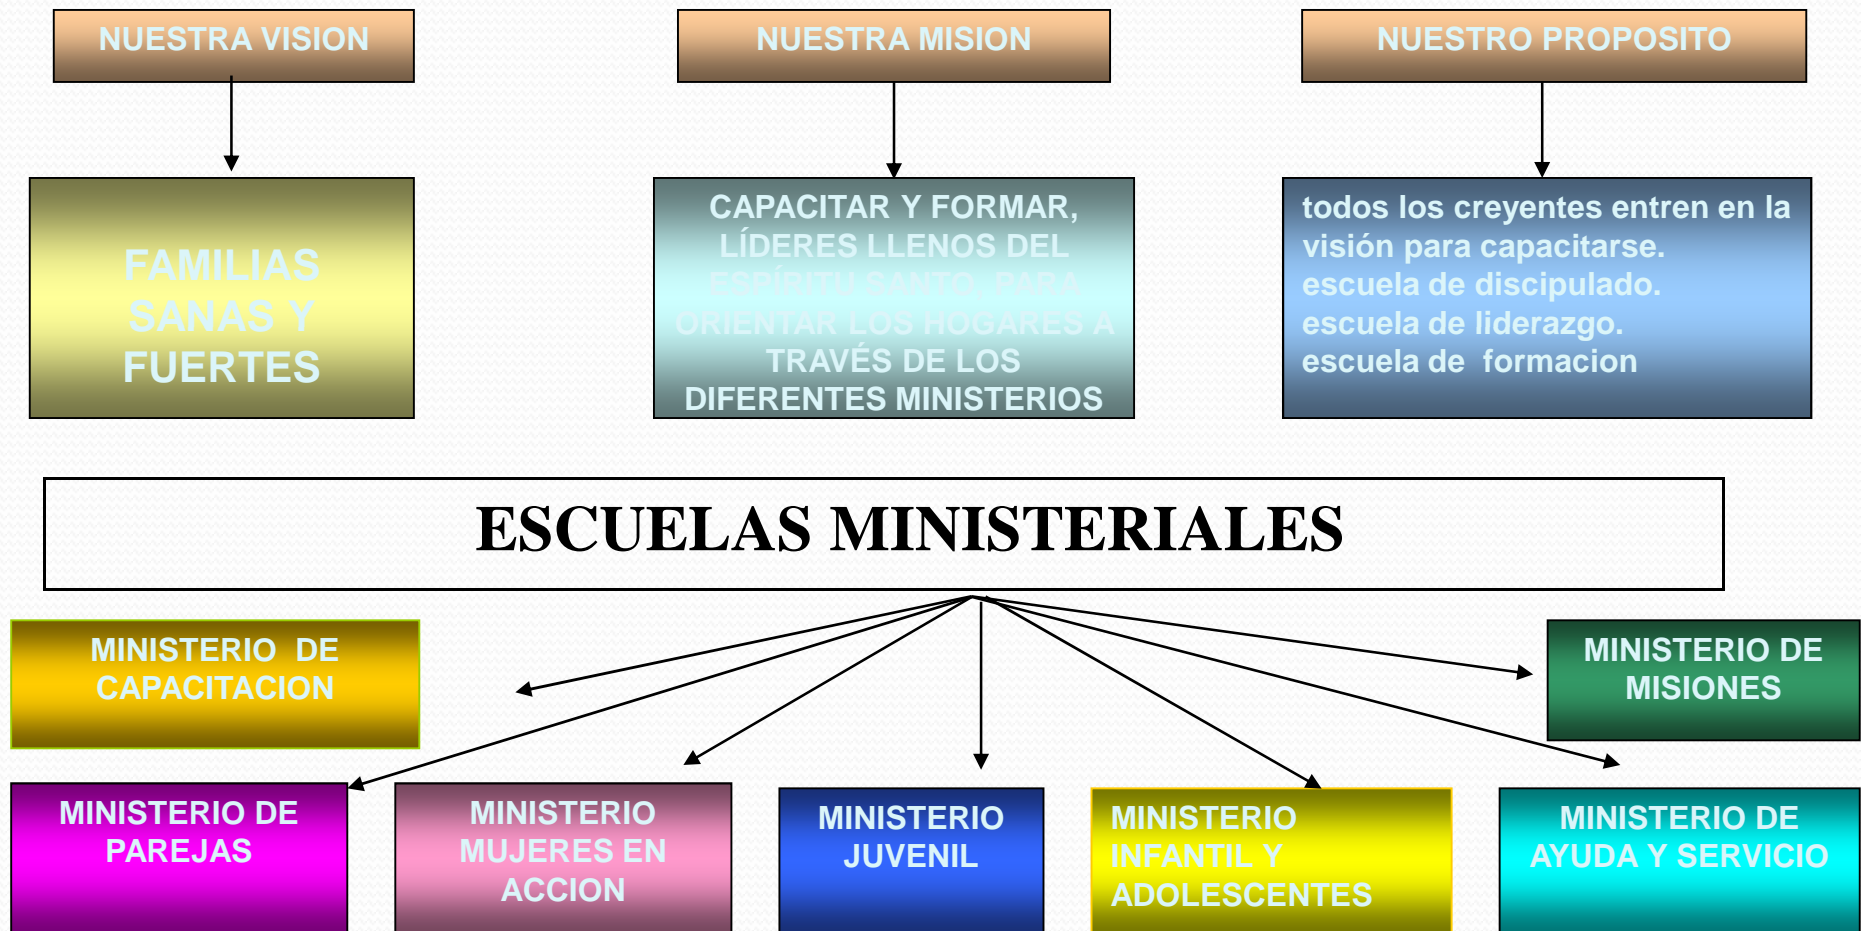 NUESTRA VISION
NUESTRA MISION
NUESTRO PROPOSITO
FAMILIAS
SANAS Y
FUERTES
CAPACITAR Y FORMAR,
LÍDERES LLENOS DEL
ESPÍRITU SANTO, PARA
ORIENTAR LOS HOGARES A
TRAVÉS DE LOS
DIFERENTES MINISTERIOS
todos los creyentes entren en la
visión para capacitarse.
escuela de discipulado.
escuela de liderazgo.
escuela de  formacion
ESCUELAS MINISTERIALES
MINISTERIO  DE
CAPACITACION
MINISTERIO DE
MISIONES
MINISTERIO DE
PAREJAS
MINISTERIO
MUJERES EN
ACCION
MINISTERIO
JUVENIL
MINISTERIO
INFANTIL Y
ADOLESCENTES
MINISTERIO DE
AYUDA Y SERVICIO